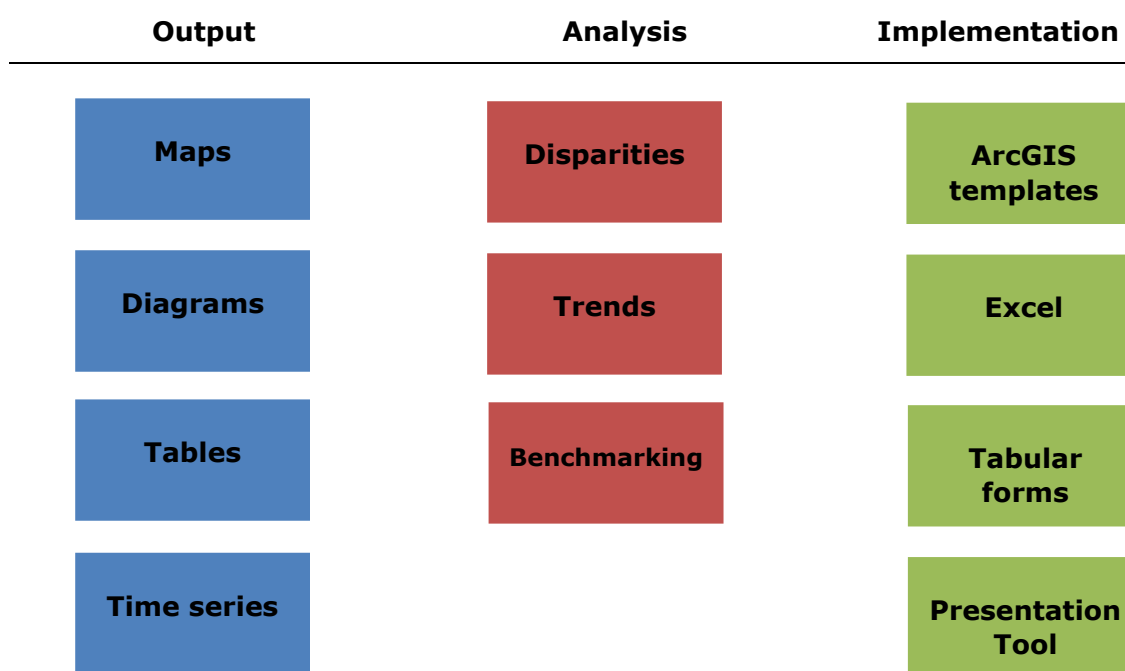 Output Analysis Implementation
Maps Disparities ArcGIS
templates
Diagrams Trends Excel
Tables Benchmarking Tabular
forms
Time series Presentation
Tool